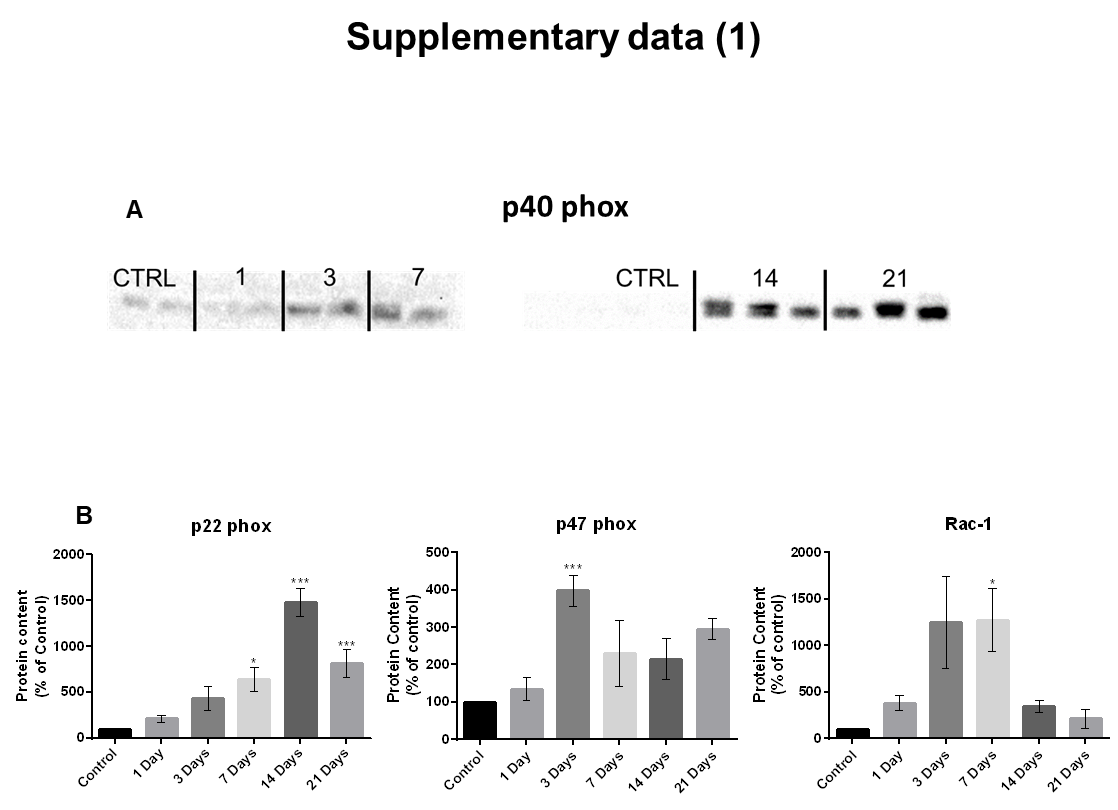 Supplementary data (1)
A
p40 phox
CTRL 1 3 7
CTRL 14 21
B
p22 phox
Protein content
(% of Control)
2000
1500
1000
500
0
*
***
***
Control
1 Day
3 Days
7 Days
14 Days
21 Days
p47 phox
Protein Content
(% of control)
500
400
300
200
100
0
***
Control
1 Day
3 Days
7 Days
14 Days
21 Days
Rac-1
Protein Content
(% of control)
2000
1500
1000
500
0
*
Control
1 Day
3 Days
7 Days
14 Days
21 Days